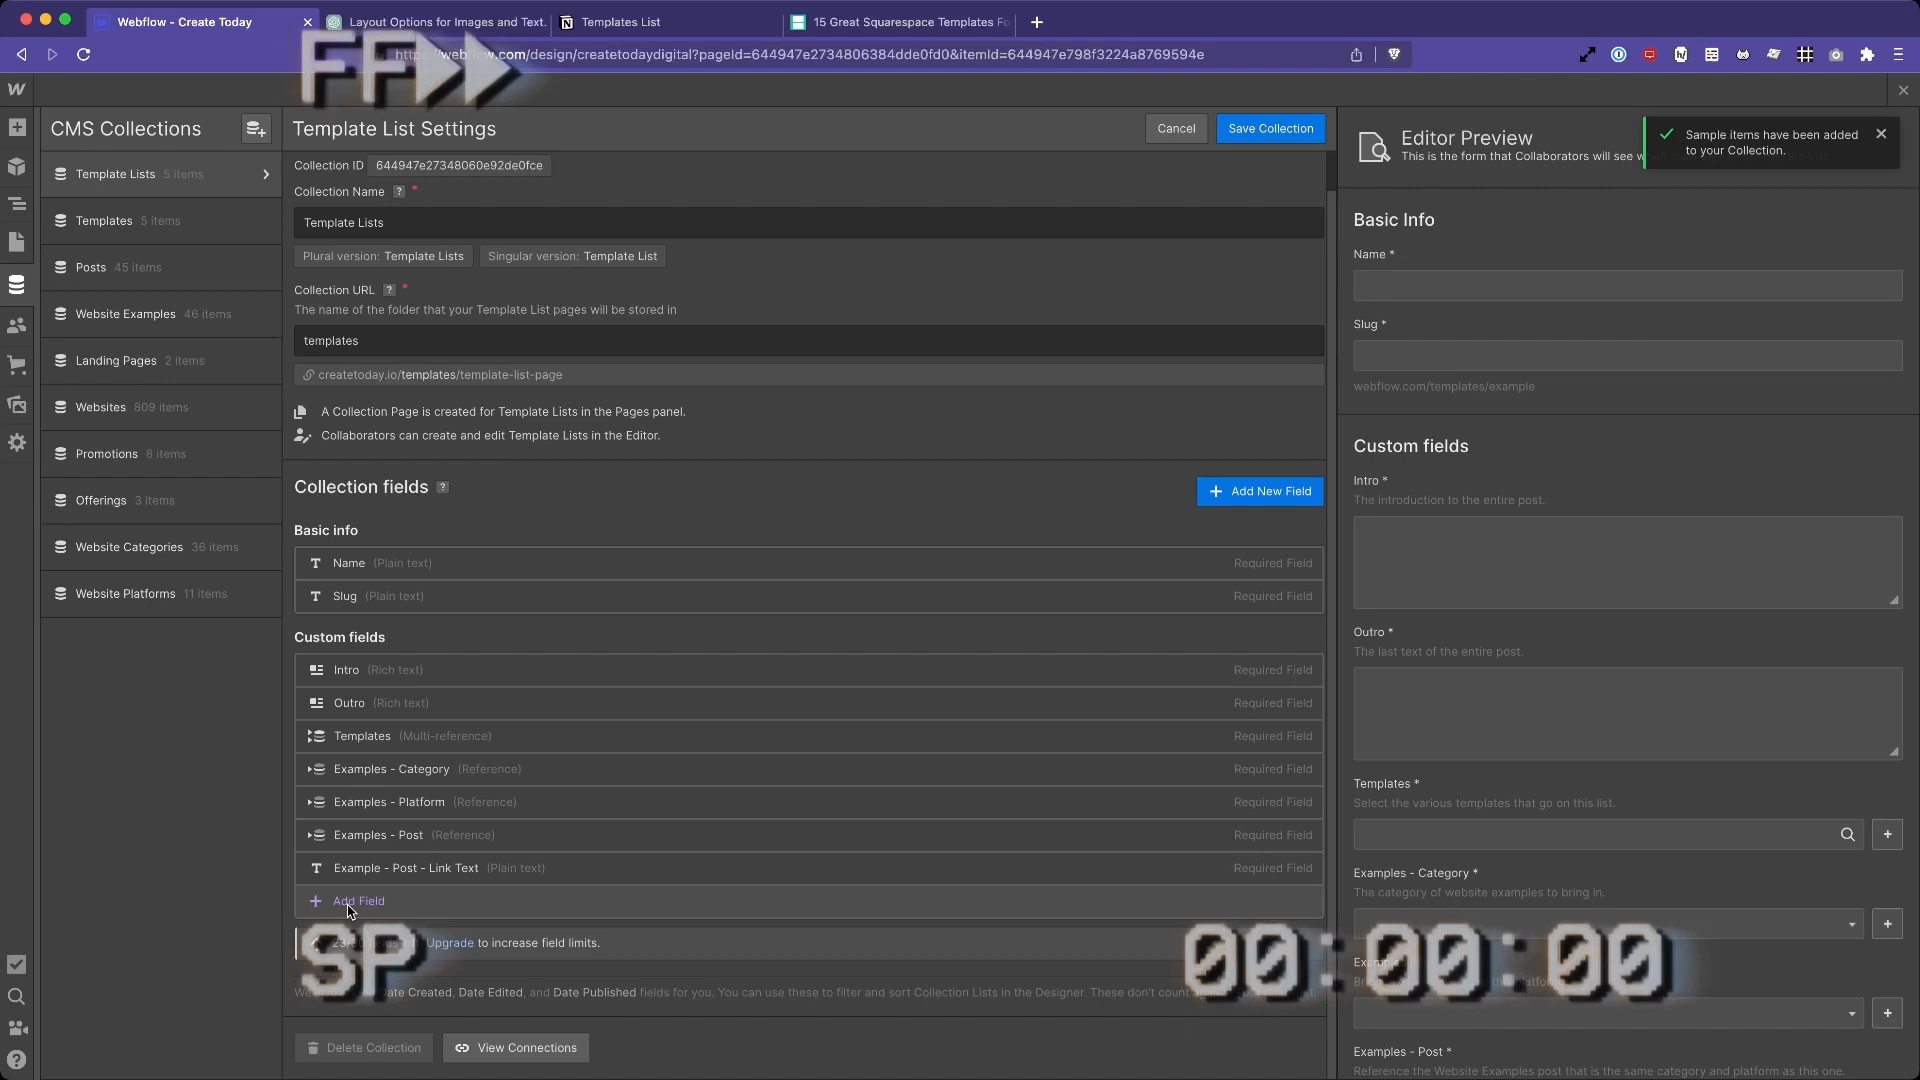 Webflow - Create Today
Layout Options for Images and Text.
Templates List
15 Great Squarespace Templates Fo
https://webflow.com/design/createtodaydigital?pageId=644947e2734806384dde0fd0&itemId=644947e798f3224a8769594e
FF
CMS Collections
Template Lists 5 items
Templates 5 items
Posts 45 items
Website Examples 46 items
Landing Pages 2 items
Websites 809 items
Promotions 8 items
Offerings 3 items
Website Categories 36 items
Website Platforms 11 items
Template List Settings
Cancel
Save Collection
Collection ID 644947e27348060e92de0fce
Collection Name ? *
Template Lists
Plural version: Template Lists
Singular version: Template List
Collection URL ? *
The name of the folder that your Template List pages will be stored in
templates
createtoday.io/templates/template-list-page
A Collection Page is created for Template Lists in the Pages panel.
Collaborators can create and edit Template Lists in the Editor.
Collection fields ?
+ Add New Field
Basic info
Name (Plain text) Required Field
Slug (Plain text) Required Field
Custom fields
Intro (Rich text) Required Field
Outro (Rich text) Required Field
Templates (Multi-reference) Required Field
Examples - Category (Reference) Required Field
Examples - Platform (Reference) Required Field
Examples - Post (Reference) Required Field
Example - Post - Link Text (Plain text) Required Field
+ Add Field
Upgrade to increase field limits.
SP
00:00:00
Date Created, Date Edited, and Date Published fields for you. You can use these to filter and sort Collection Lists in the Designer. These don't count
Delete Collection
View Connections
Editor Preview
This is the form that Collaborators will see
Sample items have been added
to your Collection.
Basic Info
Name *
Slug *
webflow.com/templates/example
Custom fields
Intro *
The introduction to the entire post.
Outro *
The last text of the entire post.
Templates *
Select the various templates that go on this list.
Examples - Category *
The category of website examples to bring in.
Examples - Post *
Reference the Website Examples post that is the same category and platform as this one.